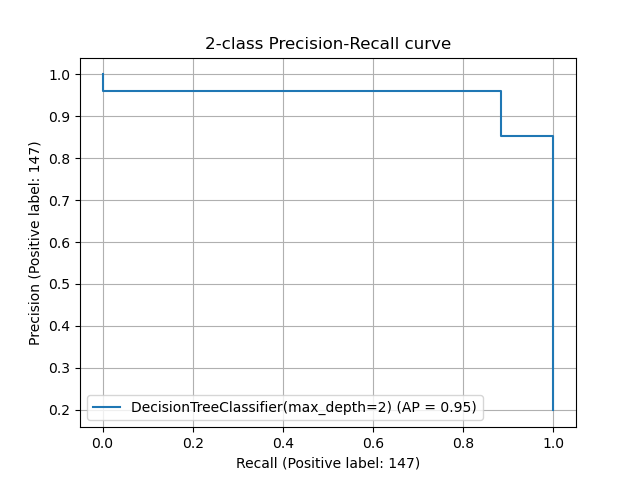 2-class Precision-Recall curve
1.0
0.9
0.8
0.7
0.6
0.5
0.4
0.3
0.2
Precision (Positive label: 147)
DecisionTreeClassifier(max_depth=2) (AP = 0.95)
0.0 0.2 0.4 0.6 0.8 1.0
Recall (Positive label: 147)